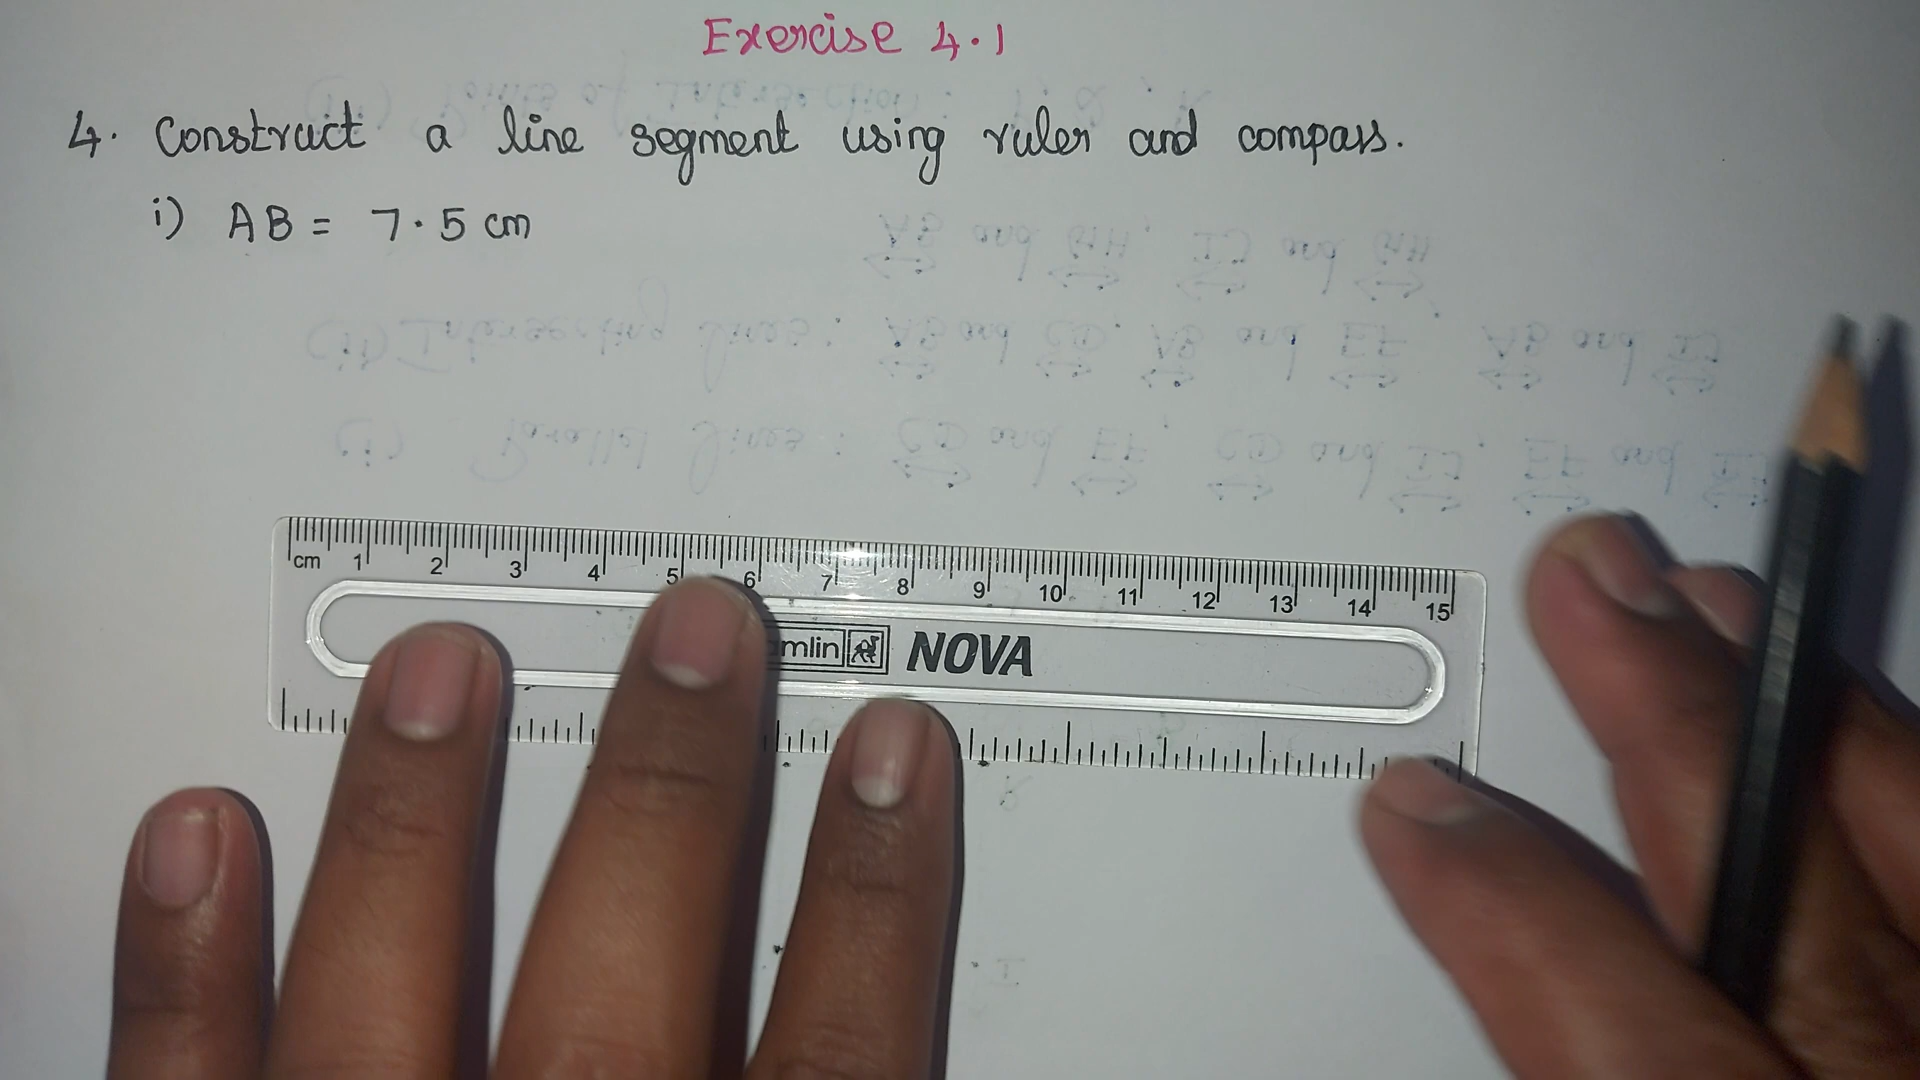 Exercise 4.1
4. Construct a line segment using ruler and compass.
i) AB = 7.5 cm
cm 1 2 3 4 5 6 7 8 9 10 11 12 13 14 15
NOVA